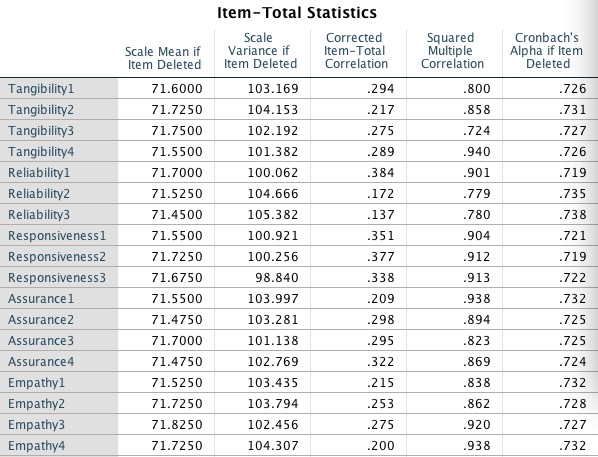 Item-Total Statistics
Scale Mean if Item Deleted Scale Variance if Item Deleted Corrected Item-Total Correlation Squared Multiple Correlation Cronbach's Alpha if Item Deleted
Tangibility1 71.6000 103.169 .294 .800 .726
Tangibility2 71.7250 104.153 .217 .858 .731
Tangibility3 71.7500 102.192 .275 .724 .727
Tangibility4 71.5500 101.382 .289 .940 .726
Reliability1 71.7000 100.062 .384 .901 .719
Reliability2 71.5250 104.666 .172 .779 .735
Reliability3 71.4500 105.382 .137 .780 .738
Responsiveness1 71.5500 100.921 .351 .904 .721
Responsiveness2 71.7250 100.256 .377 .912 .719
Responsiveness3 71.6750 98.840 .338 .913 .722
Assurance1 71.5500 103.997 .209 .938 .732
Assurance2 71.4750 103.281 .298 .894 .725
Assurance3 71.7000 101.138 .295 .823 .725
Assurance4 71.4750 102.769 .322 .869 .724
Empathy1 71.5250 103.435 .215 .838 .732
Empathy2 71.7250 103.794 .253 .862 .728
Empathy3 71.8250 102.456 .275 .920 .727
Empathy4 71.7250 104.307 .200 .938 .732